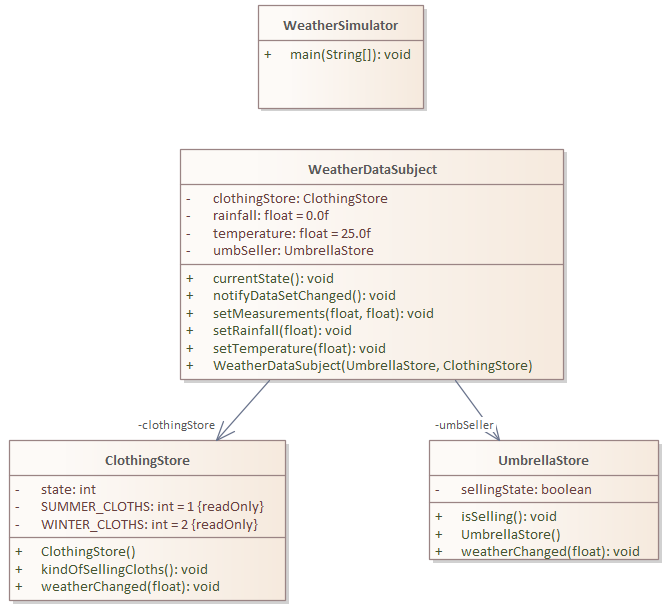 WeatherSimulator
+ main(String[]): void
WeatherDataSubject
- clothingStore: ClothingStore
- rainfall: float = 0.0f
- temperature: float = 25.0f
- umbSeller: UmbrellaStore
+ currentState(): void
+ notifyDataSetChanged(): void
+ setMeasurements(float, float): void
+ setRainfall(float): void
+ setTemperature(float): void
+ WeatherDataSubject(UmbrellaStore, ClothingStore)
-clothingStore
-umbSeller
ClothingStore
- state: int
- SUMMER_CLOTHS: int = 1 {readOnly}
- WINTER_CLOTHS: int = 2 {readOnly}
+ ClothingStore()
+ kindOfSellingCloths(): void
+ weatherChanged(float): void
UmbrellaStore
- sellingState: boolean
+ isSelling(): void
+ UmbrellaStore()
+ weatherChanged(float): void